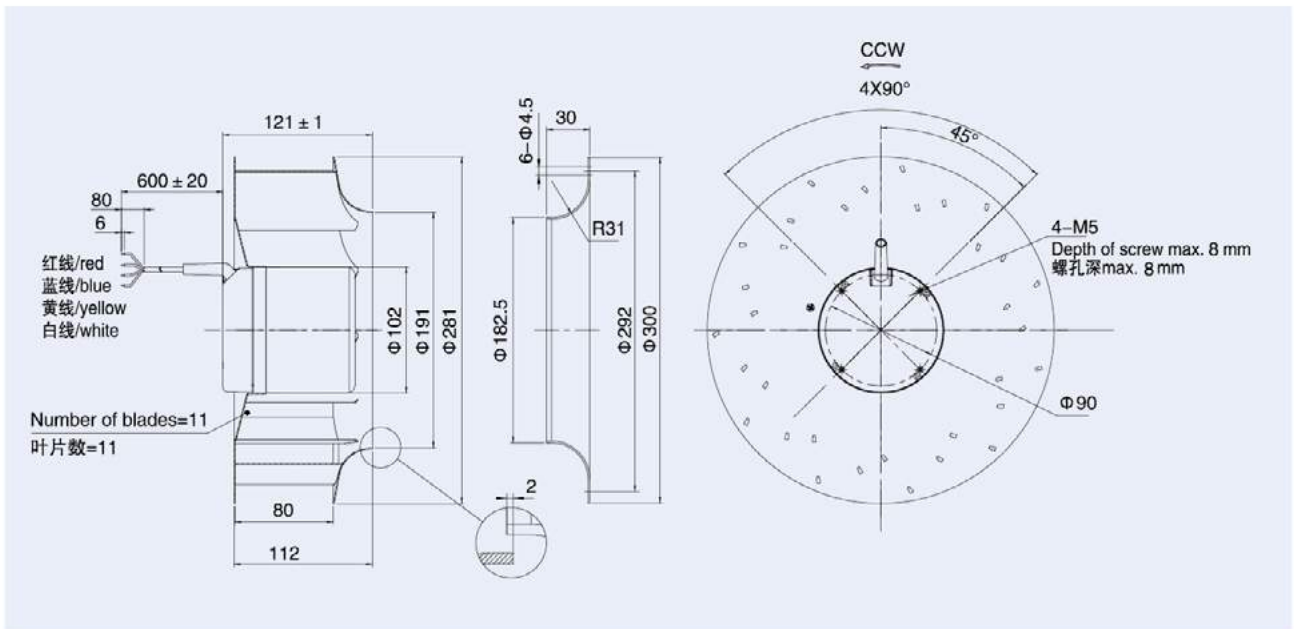 CCW
4X90°
45°
121 ± 1
30
6–Φ4.5
600 ± 20
80
6
R31
4–M5
Depth of screw max. 8 mm
螺孔深max. 8 mm
红线/red
蓝线/blue
黄线/yellow
白线/white
Φ102
Φ191
Φ281
Φ182.5
Φ292
Φ300
Φ90
Number of blades=11
叶片数=11
2
80
112